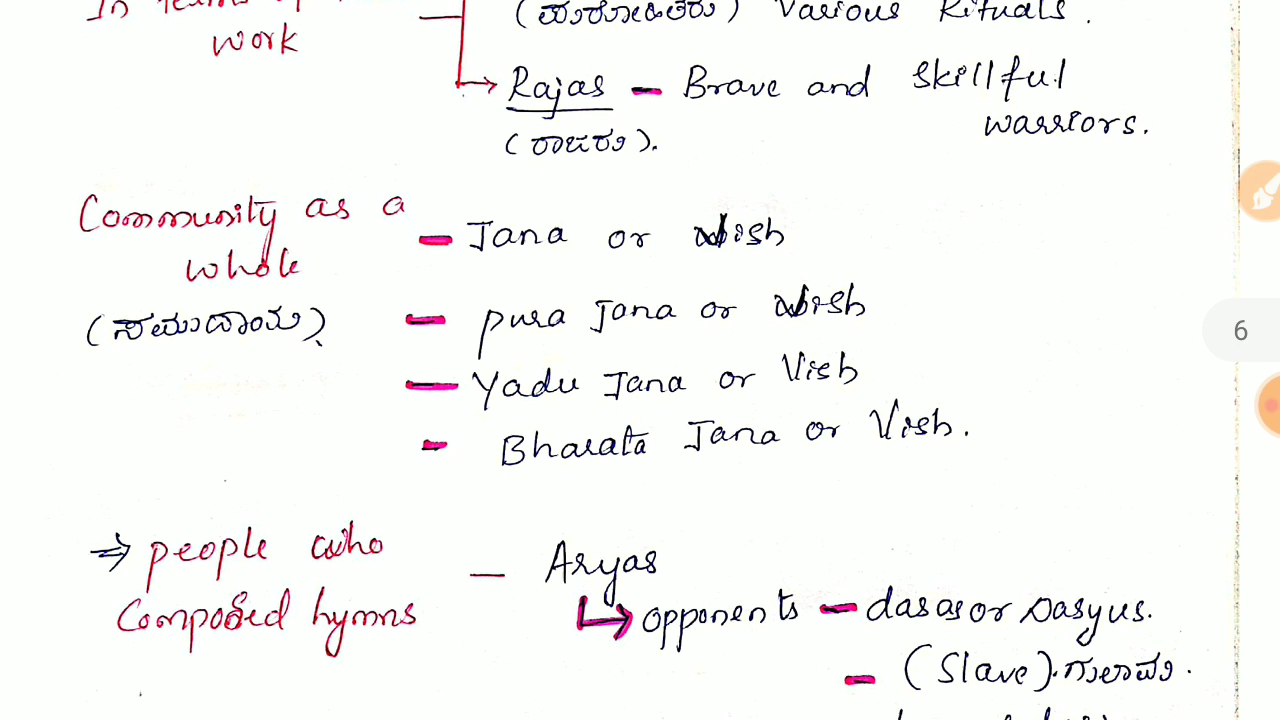 work
(ಪುರೋಹಿತರು) Various Rituals.
Rajas - Brave and skillful
warriors.
(ರಾಜರು).
Community as a
whole
(ಸಮುದಾಯ)
- Jana or Vish
- pura Jana or Vish
- Yadu Jana or Vish
- Bharata Jana or Vish.
⇒ people who
composed hymns
- Aryas
↳ opponents - dasas or Dasyus.
- (Slave). ಗುಲಾಮ.
6